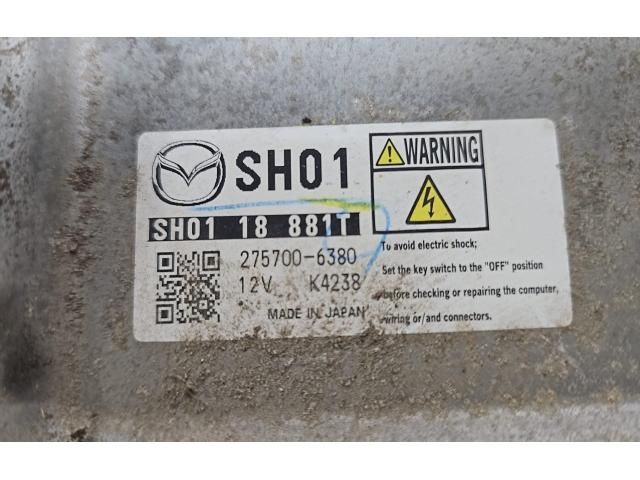 SH01
SH01 18 881T
275700-6380
12V K4238
MADE IN JAPAN
WARNING
To avoid electric shock;
Set the key switch to the "OFF" position
before checking or repairing the computer,
wiring or/and connectors.